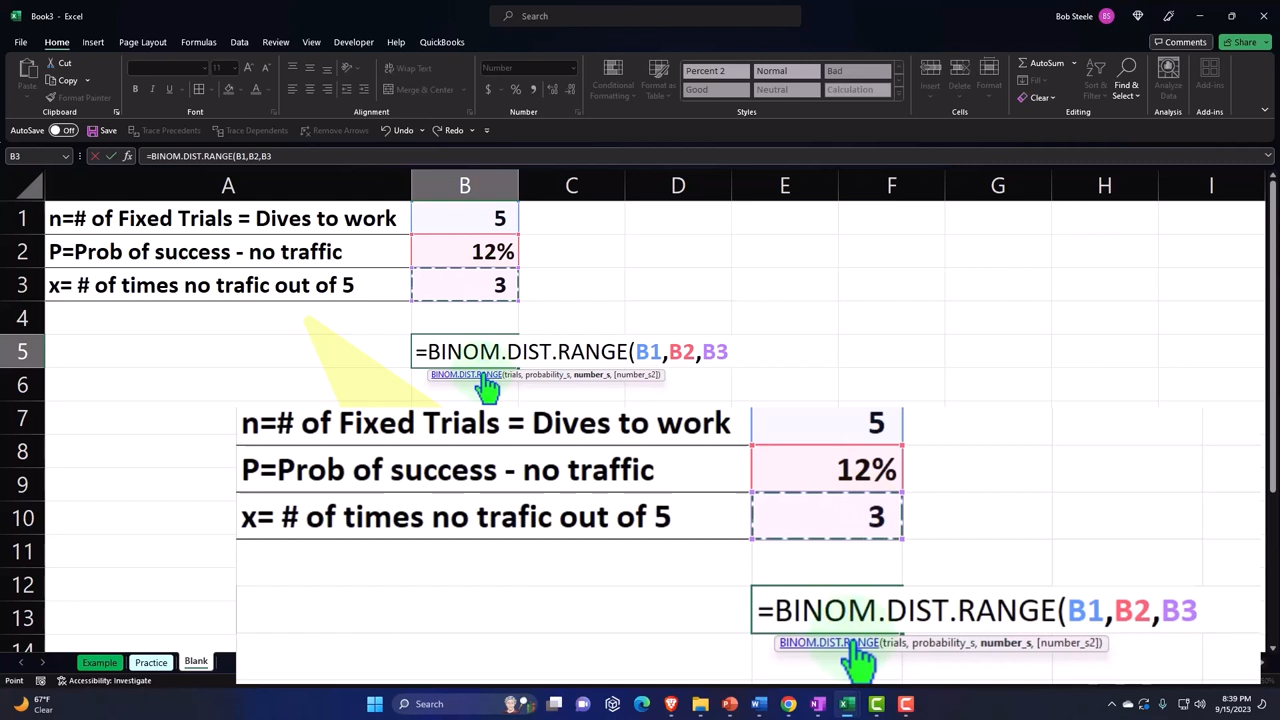 Book3 - Excel
Search
Bob Steele
BS
File Home Insert Page Layout Formulas Data Review View Developer Help QuickBooks
Comments
Share
Cut
Copy
Format Painter
Paste
Clipboard
11
Font
Wrap Text
Merge & Center
Alignment
Number
Number
Conditional Formatting
Format as Table
Percent 2 Normal Bad
Good Neutral Calculation
Styles
Insert Delete Format
Cells
AutoSum
Fill
Clear
Sort & Filter
Find & Select
Editing
Analyze Data
Analysis
Add-ins
Add-ins
AutoSave Off Save Trace Precedents Trace Dependents Remove Arrows Undo Redo
B3 =BINOM.DIST.RANGE(B1,B2,B3
A B C D E F G H I
1 n=# of Fixed Trials = Dives to work 5
2 P=Prob of success - no traffic 12%
3 x= # of times no trafic out of 5 3
4
5 =BINOM.DIST.RANGE(B1,B2,B3
BINOM.DIST.RANGE(trials, probability_s, number_s, [number_s2])
6
7 n=# of Fixed Trials = Dives to work 5
8 P=Prob of success - no traffic 12%
9
10 x= # of times no trafic out of 5 3
11
12 =BINOM.DIST.RANGE(B1,B2,B3
13 BINOM.DIST.RANGE(trials, probability_s, number_s, [number_s2])
14
Example Practice Blank
Point Accessibility: Investigate
67°F
Clear
Search
8:39 PM
9/15/2023